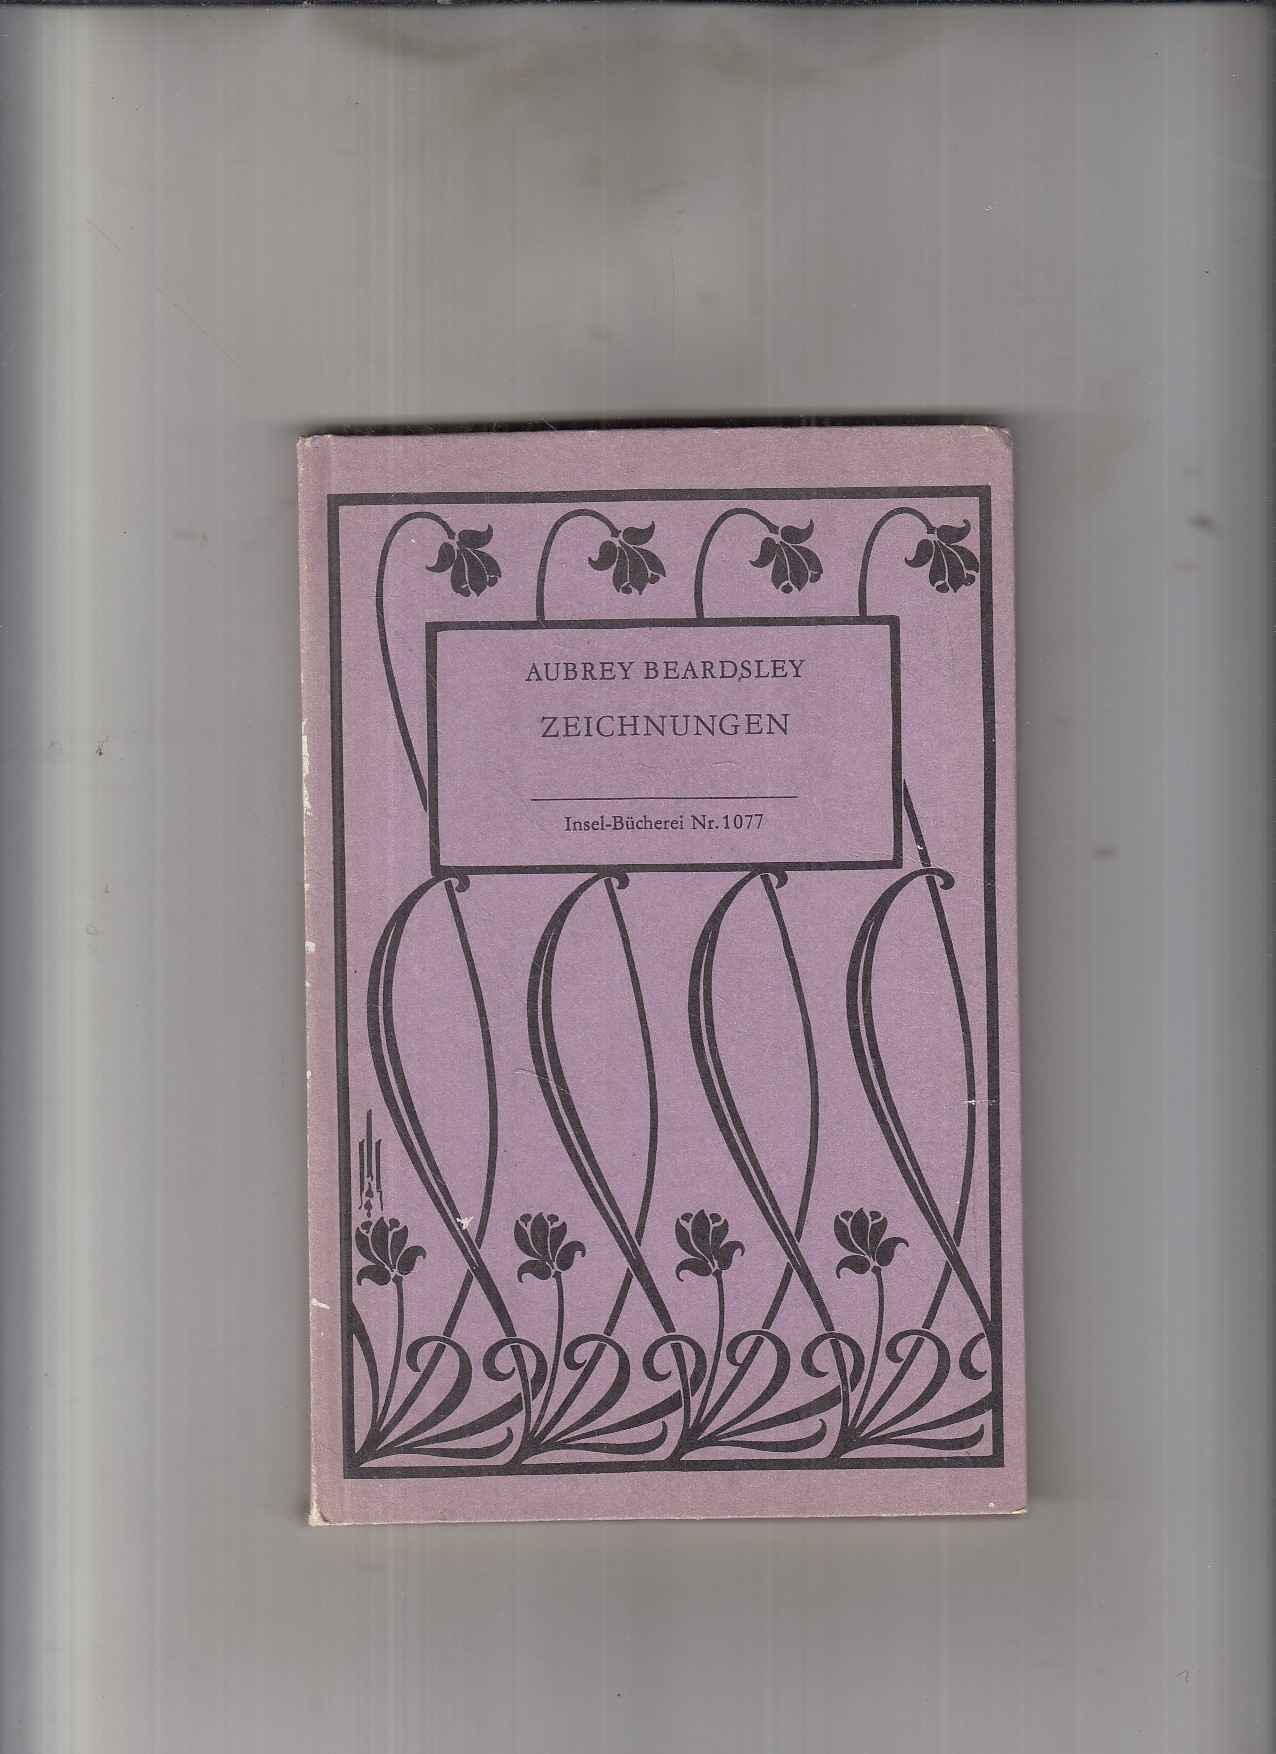 AUBREY BEARDSLEY
ZEICHNUNGEN
Insel-Bücherei Nr. 1077